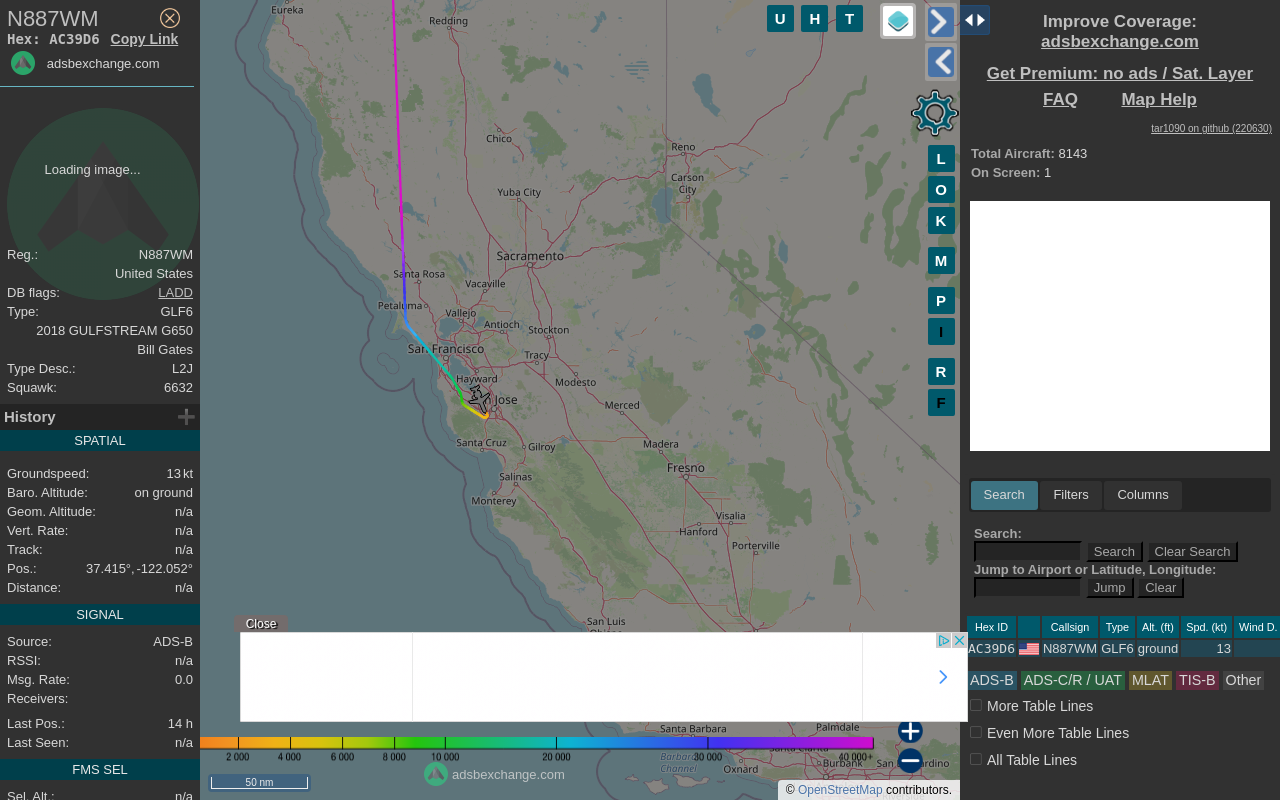 N887WM
Hex: AC39D6 Copy Link
adsbexchange.com
Loading image...
Reg.: N887WM
United States
DB flags: LADD
Type: GLF6
2018 GULFSTREAM G650
Bill Gates
Type Desc.: L2J
Squawk: 6632
History
SPATIAL
Groundspeed: 13 kt
Baro. Altitude: on ground
Geom. Altitude: n/a
Vert. Rate: n/a
Track: n/a
Pos.: 37.415°, -122.052°
Distance: n/a
SIGNAL
Source: ADS-B
RSSI: n/a
Msg. Rate: 0.0
Receivers:
Last Pos.: 14 h
Last Seen: n/a
FMS SEL
Sel. Alt.: n/a
Eureka
Redding
Chico
Reno
Carson
City
Yuba City
Sacramento
Santa Rosa
Vacaville
Petaluma
Vallejo
Antioch
Stockton
San Francisco
Tracy
Hayward
Modesto
Jose
Merced
Santa Cruz
Gilroy
Madera
Salinas
Fresno
Monterey
Visalia
Hanford
Porterville
San Luis
Close
Santa Barbara
Palmdale
Santa Clarita
Barbara
Channel
Oxnard
Burbank
2 000 4 000 6 000 8 000 10 000 20 000 30 000 40 000+
adsbexchange.com
50 nm
© OpenStreetMap contributors.
U H T
L
O
K
M
P
I
R
F
Improve Coverage:
adsbexchange.com
Get Premium: no ads / Sat. Layer
FAQ Map Help
tar1090 on github (220630)
Total Aircraft: 8143
On Screen: 1
Search Filters Columns
Search:
Search Clear Search
Jump to Airport or Latitude, Longitude:
Jump Clear
Hex ID Callsign Type Alt. (ft) Spd. (kt) Wind D.
AC39D6 N887WM GLF6 ground 13
ADS-B ADS-C/R / UAT MLAT TIS-B Other
More Table Lines
Even More Table Lines
All Table Lines